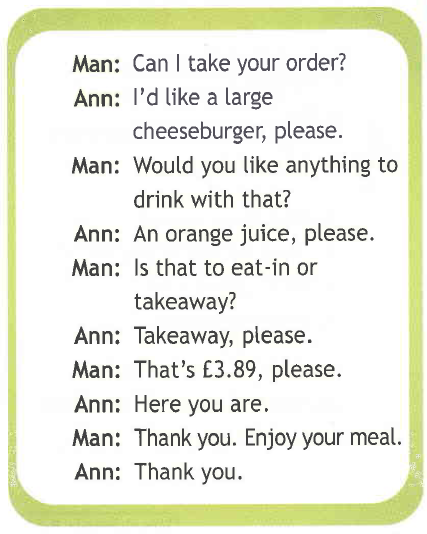 Man: Can I take your order?
Ann: I'd like a large
cheeseburger, please.
Man: Would you like anything to
drink with that?
Ann: An orange juice, please.
Man: Is that to eat-in or
takeaway?
Ann: Takeaway, please.
Man: That's £3.89, please.
Ann: Here you are.
Man: Thank you. Enjoy your meal.
Ann: Thank you.